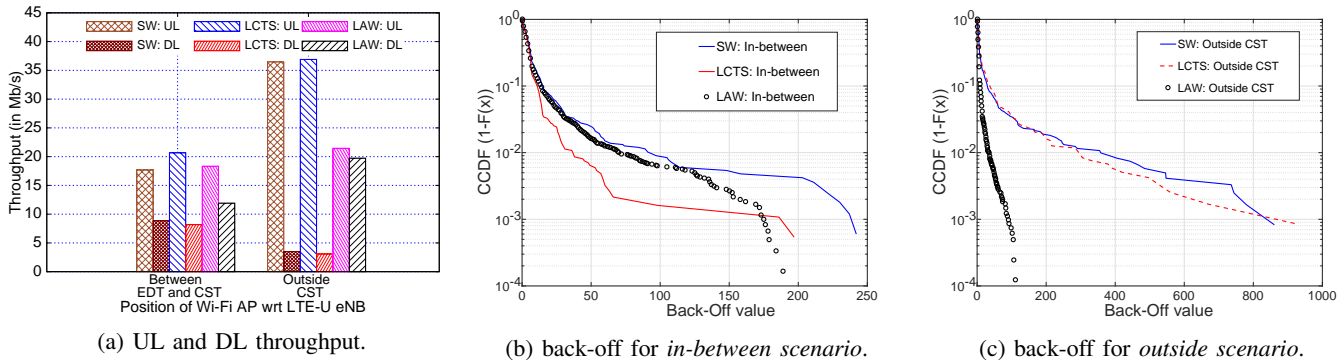 45
40
35
30
25
20
15
10
5
0
Throughput (in Mb/s)
SW: UL
SW: DL
LCTS: UL
LCTS: DL
LAW: UL
LAW: DL
Between
EDT and CST
Outside
CST
Position of Wi-Fi AP wrt LTE-U eNB
(a) UL and DL throughput.
10^0
10^-1
10^-2
10^-3
10^-4
CCDF (1-F(x))
SW: In-between
LCTS: In-between
LAW: In-between
0 50 100 150 200 250
Back-Off value
(b) back-off for in-between scenario.
10^0
10^-1
10^-2
10^-3
10^-4
CCDF (1-F(x))
SW: Outside CST
LCTS: Outside CST
LAW: Outside CST
0 200 400 600 800 1000
Back-Off value
(c) back-off for outside scenario.